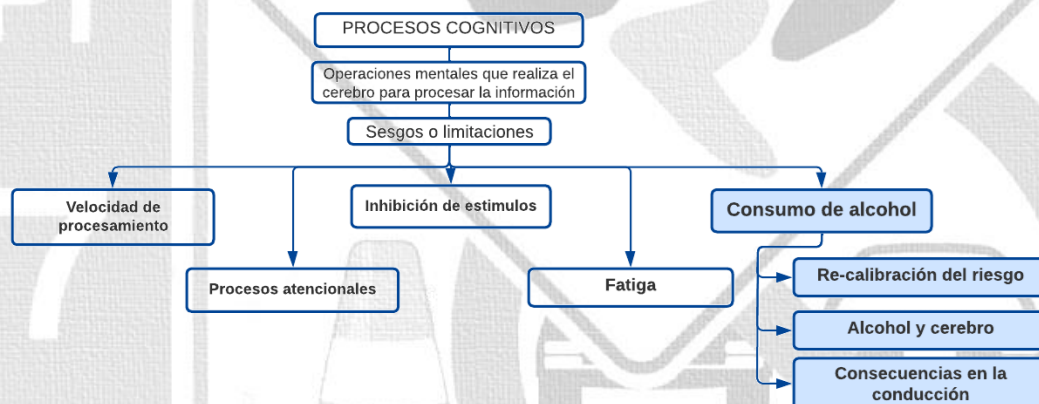 PROCESOS COGNITIVOS
Operaciones mentales que realiza el
cerebro para procesar la información
Sesgos o limitaciones
Velocidad de
procesamiento
Inhibición de estimulos
Consumo de alcohol
Procesos atencionales
Fatiga
Re-calibración del riesgo
Alcohol y cerebro
Consecuencias en la
conducción